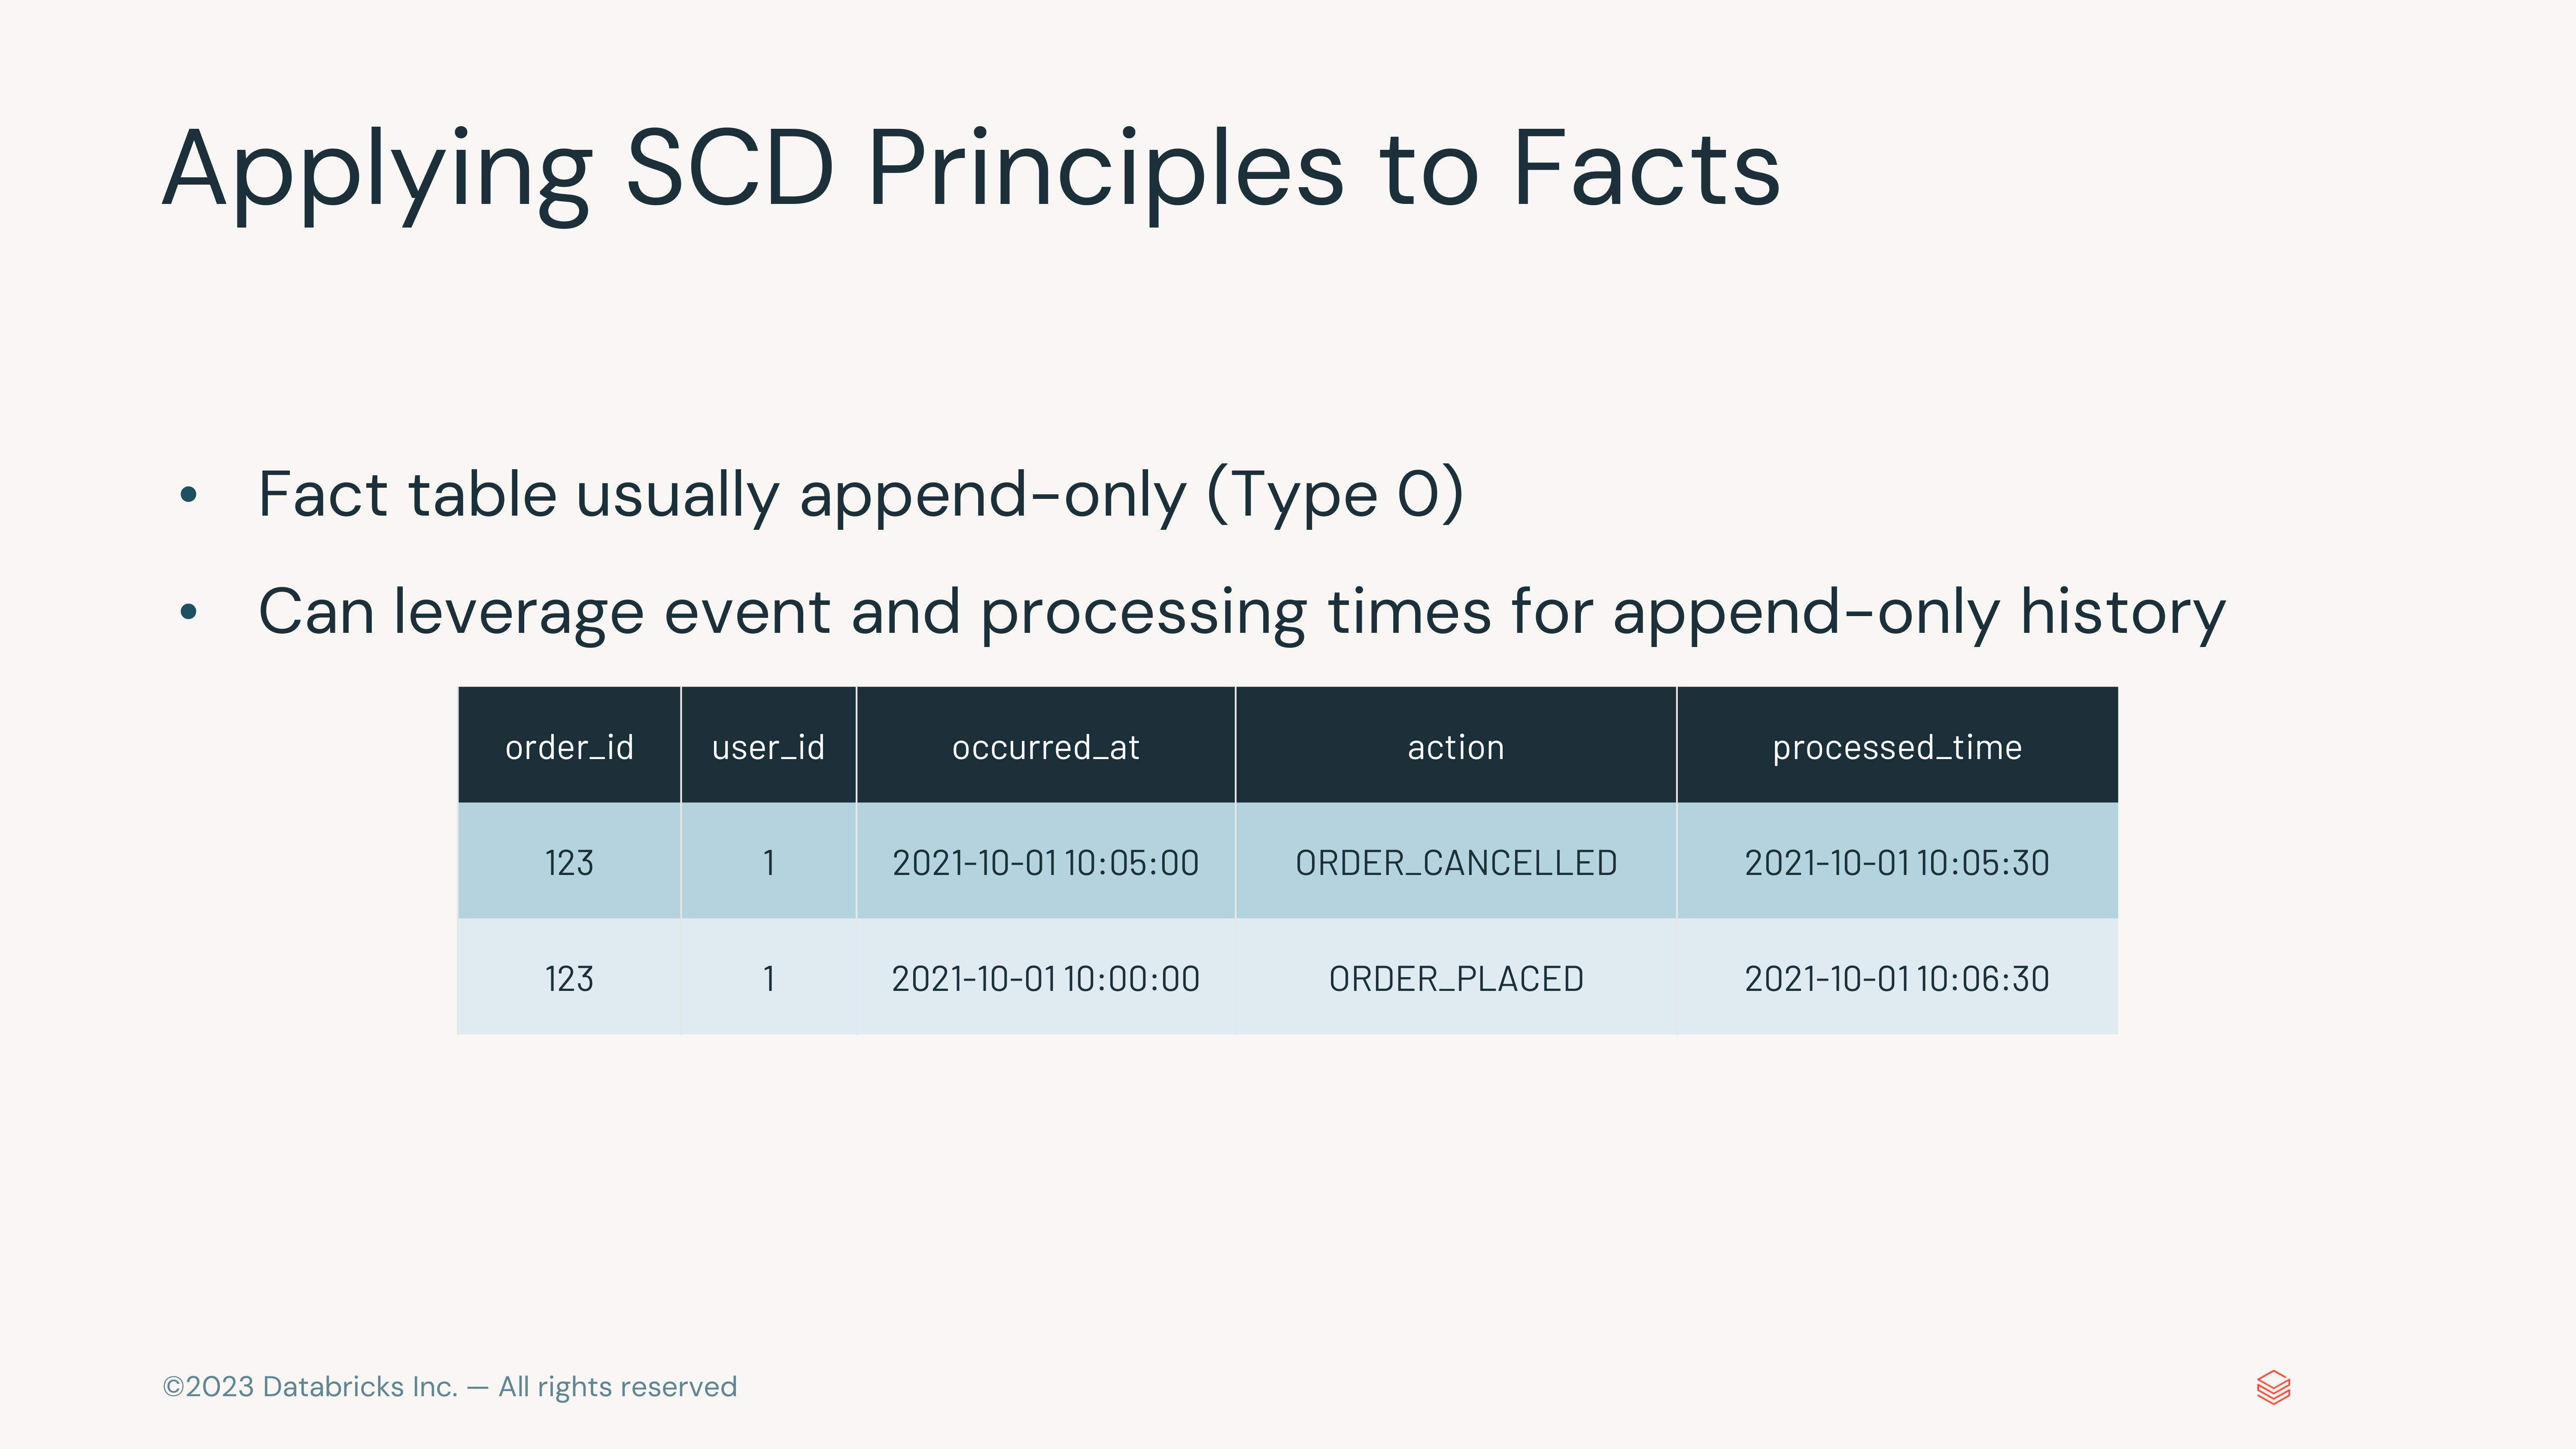 Applying SCD Principles to Facts
• Fact table usually append-only (Type 0)
• Can leverage event and processing times for append-only history
order_id user_id occurred_at action processed_time
123 1 2021-10-01 10:05:00 ORDER_CANCELLED 2021-10-01 10:05:30
123 1 2021-10-01 10:00:00 ORDER_PLACED 2021-10-01 10:06:30
©2023 Databricks Inc. — All rights reserved